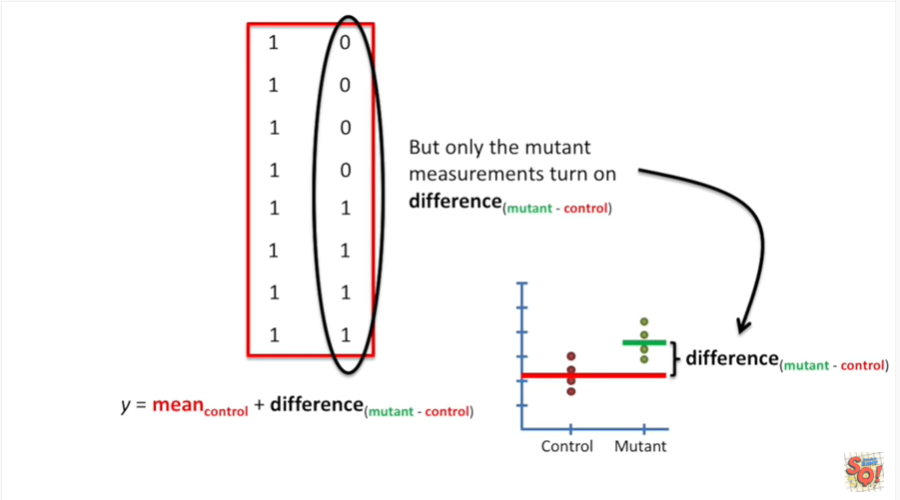 1 0
1 0
1 0
1 0
1 1
1 1
1 1
1 1
But only the mutant
measurements turn on
difference(mutant - control)
difference(mutant - control)
y = meancontrol + difference(mutant - control)
Control Mutant
SQ!